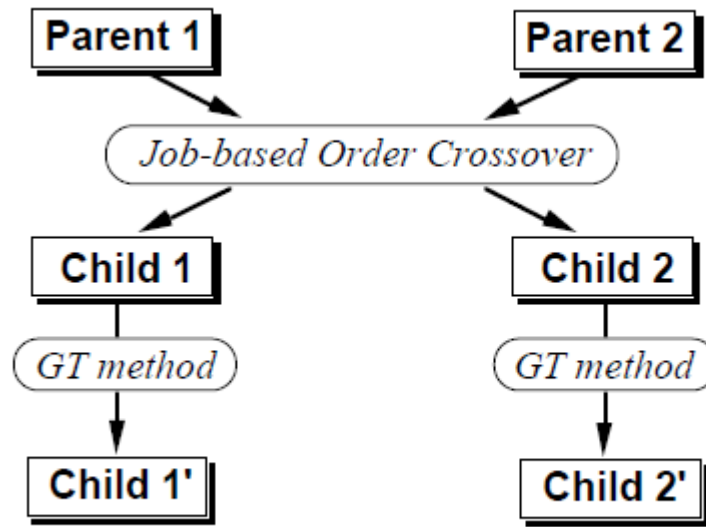 Parent 1
Parent 2
Job-based Order Crossover
Child 1
Child 2
GT method
GT method
Child 1'
Child 2'